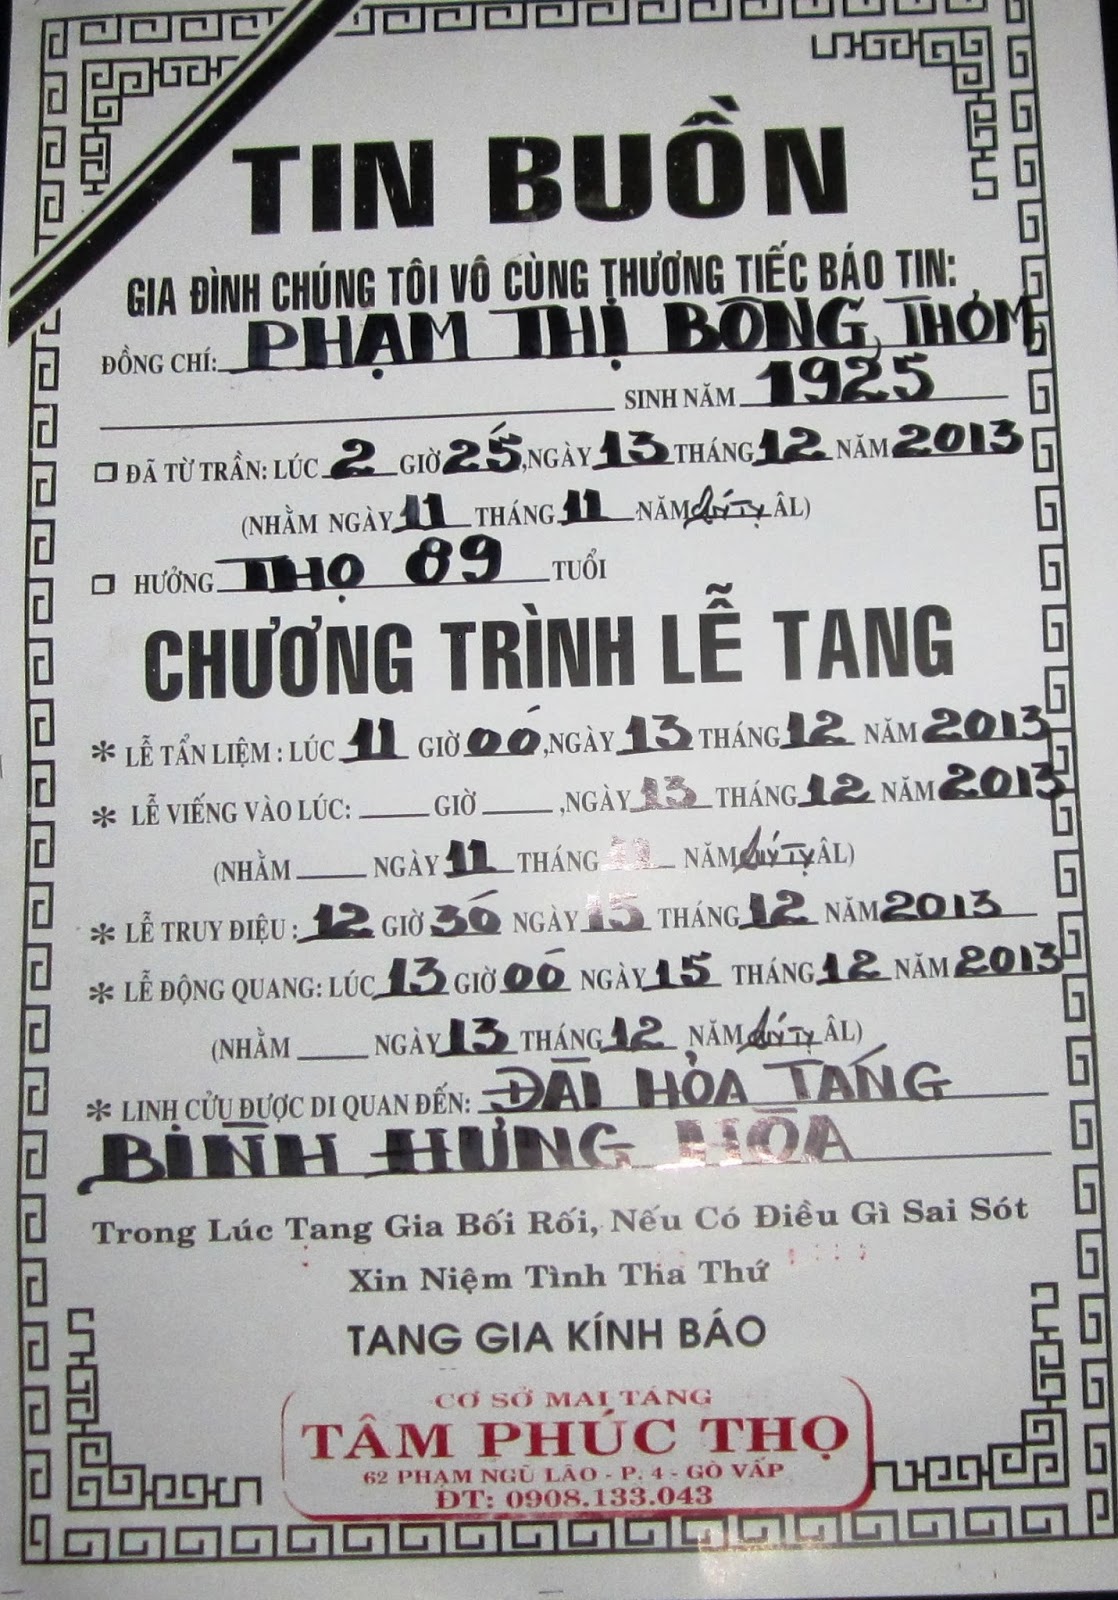 TIN BUỒN
GIA ĐÌNH CHÚNG TÔI VÔ CÙNG THƯƠNG TIẾC BÁO TIN:
ĐỒNG CHÍ: PHẠM THỊ BÔNG THƠM
SINH NĂM 1925
ĐÃ TỪ TRẦN: LÚC 2 GIỜ 25, NGÀY 13 THÁNG 12 NĂM 2013
(NHẰM NGÀY 11 THÁNG 11 NĂM Quý Tỵ ÂL)
HƯỞNG THỌ 89 TUỔI
CHƯƠNG TRÌNH LỄ TANG
* LỄ TẨN LIỆM : LÚC 11 GIỜ 00, NGÀY 13 THÁNG 12 NĂM 2013
* LỄ VIẾNG VÀO LÚC: GIỜ , NGÀY 13 THÁNG 12 NĂM 2013
(NHẰM NGÀY 11 THÁNG 11 NĂM Quý Tỵ ÂL)
* LỄ TRUY ĐIỆU : 12 GIỜ 30 NGÀY 15 THÁNG 12 NĂM 2013
* LỄ ĐỘNG QUANG: LÚC 13 GIỜ 00 NGÀY 15 THÁNG 12 NĂM 2013
(NHẰM NGÀY 13 THÁNG 12 NĂM Quý Tỵ ÂL)
* LINH CỬU ĐƯỢC DI QUAN ĐẾN: ĐÀI HỎA TÁNG
BÌNH HƯNG HÒA
Trong Lúc Tang Gia Bối Rối, Nếu Có Điều Gì Sai Sót
Xin Niệm Tình Tha Thứ
TANG GIA KÍNH BÁO
CƠ SỞ MAI TÁNG
TÂM PHÚC THỌ
62 PHẠM NGŨ LÃO - P. 4 - GÒ VẤP
ĐT: 0908.133.043